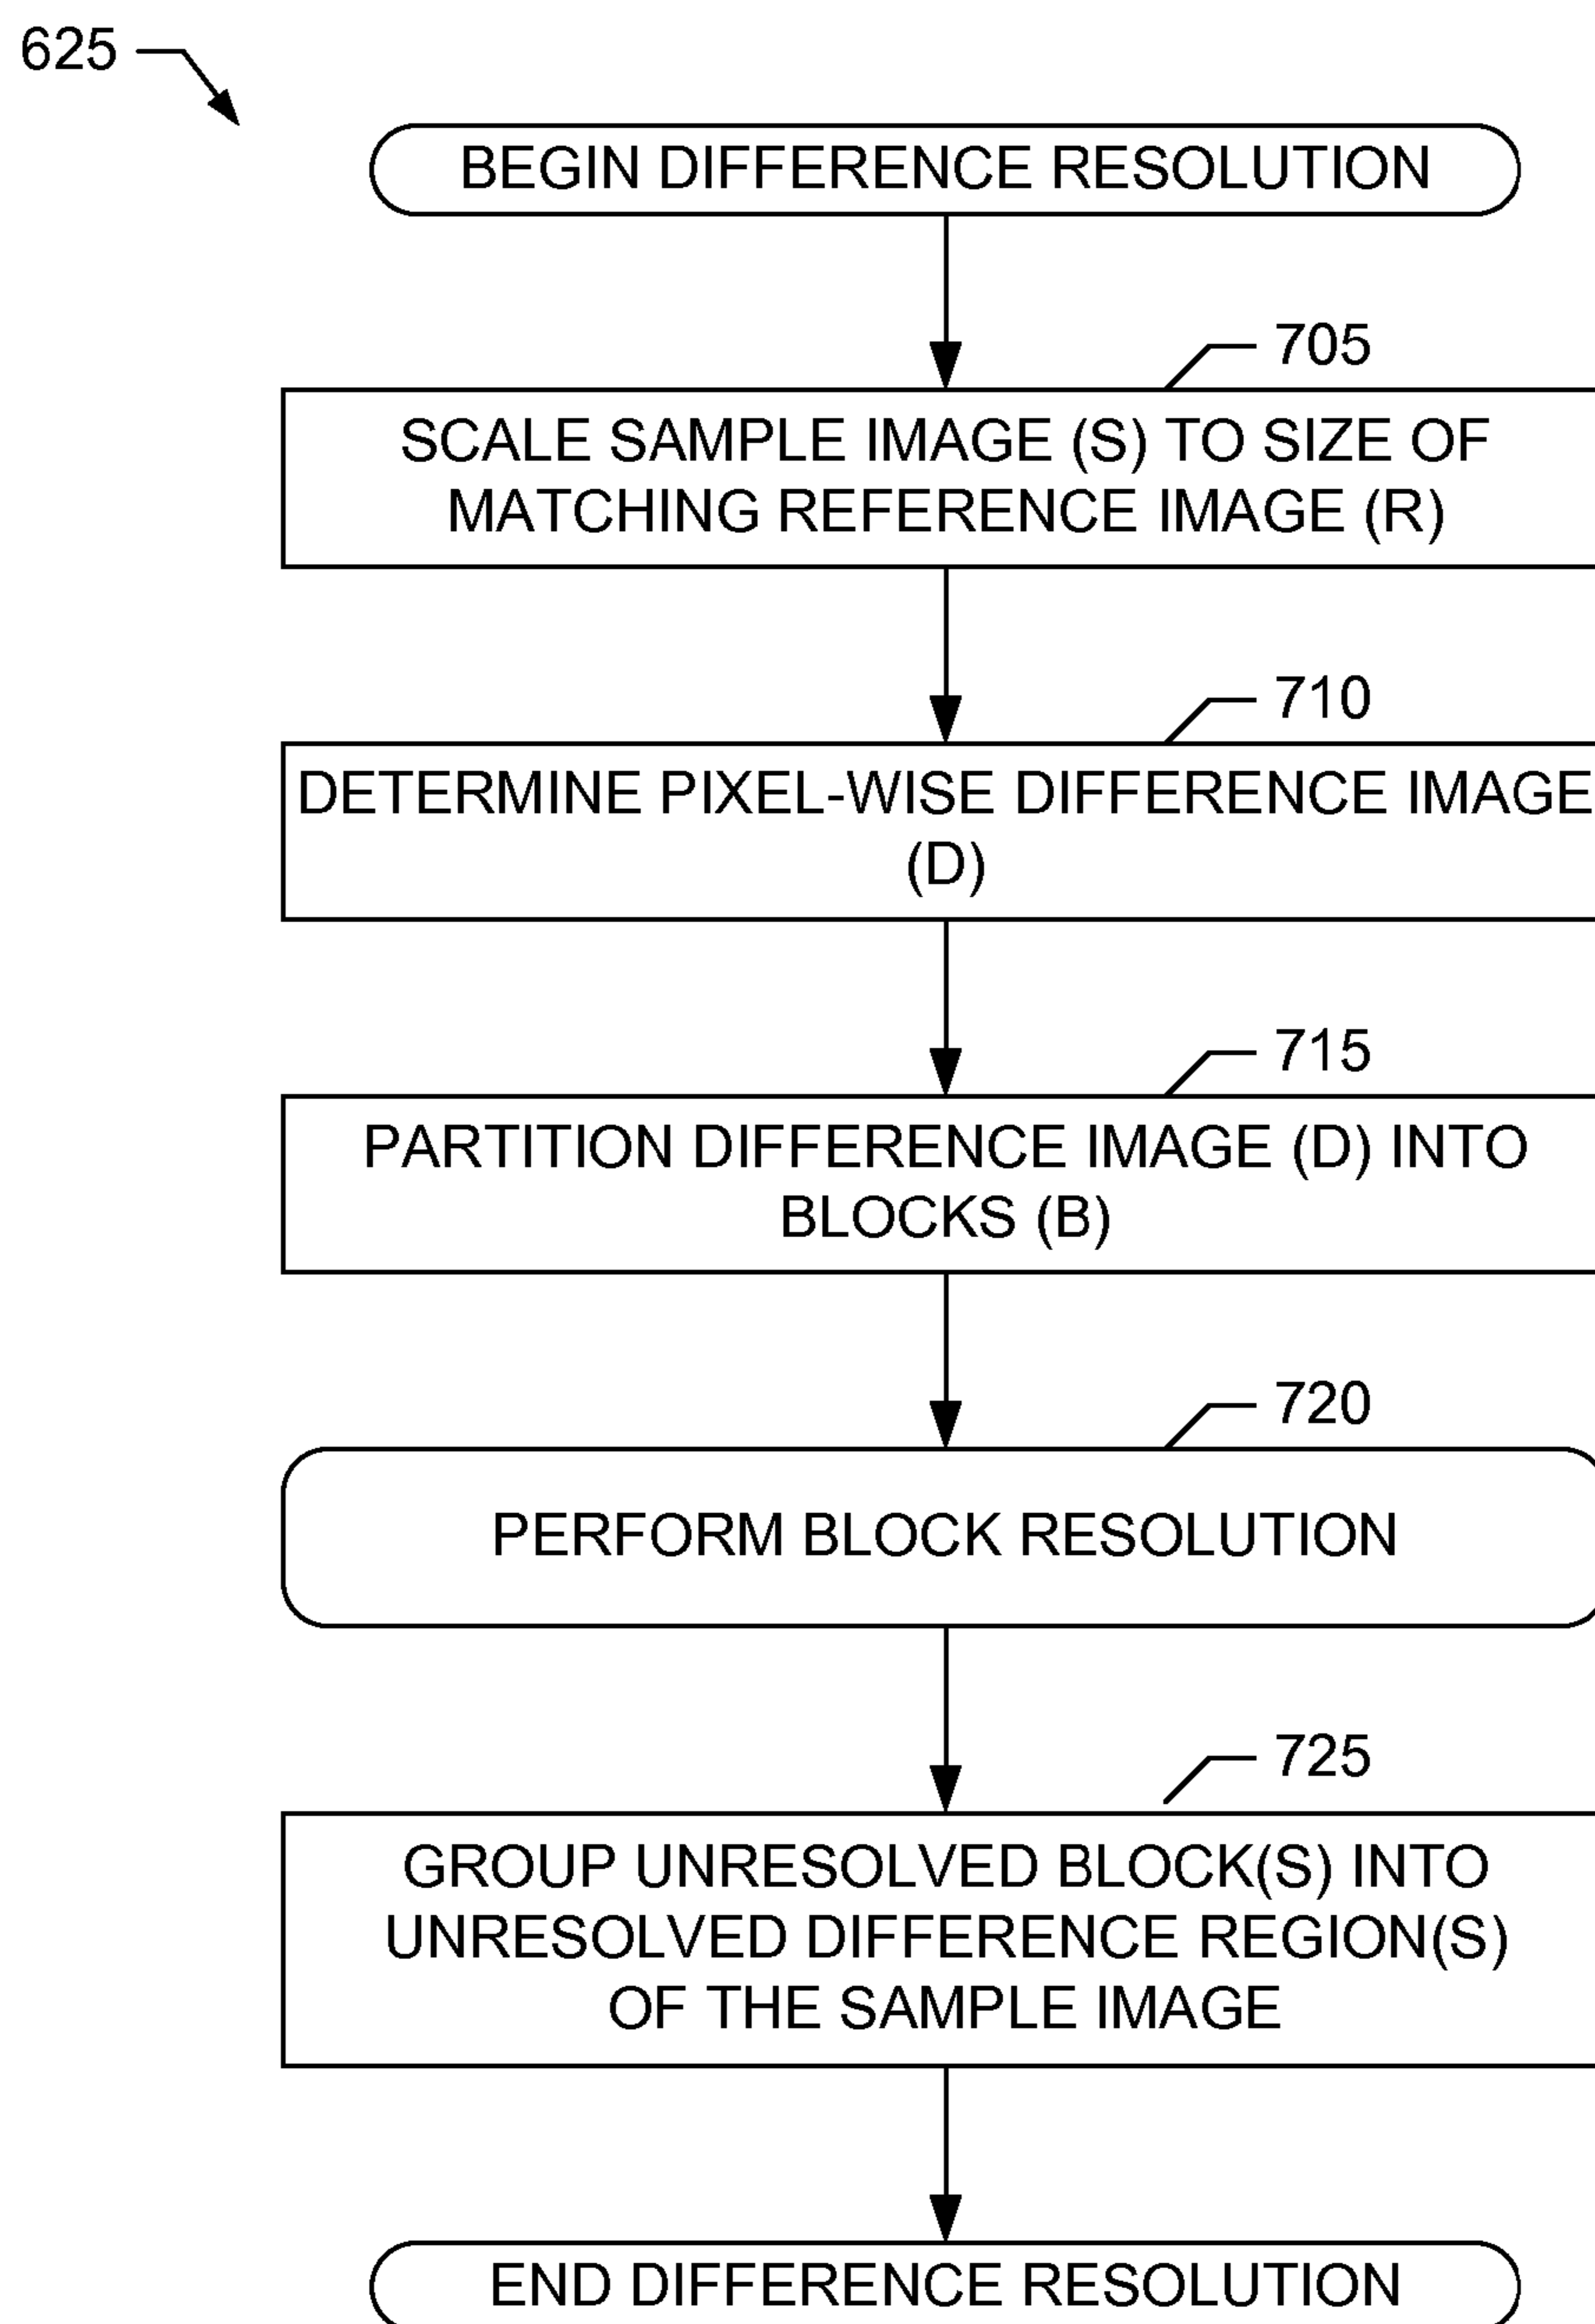 625
BEGIN DIFFERENCE RESOLUTION
705
SCALE SAMPLE IMAGE (S) TO SIZE OF
MATCHING REFERENCE IMAGE (R)
710
DETERMINE PIXEL-WISE DIFFERENCE IMAGE
(D)
715
PARTITION DIFFERENCE IMAGE (D) INTO
BLOCKS (B)
720
PERFORM BLOCK RESOLUTION
725
GROUP UNRESOLVED BLOCK(S) INTO
UNRESOLVED DIFFERENCE REGION(S)
OF THE SAMPLE IMAGE
END DIFFERENCE RESOLUTION